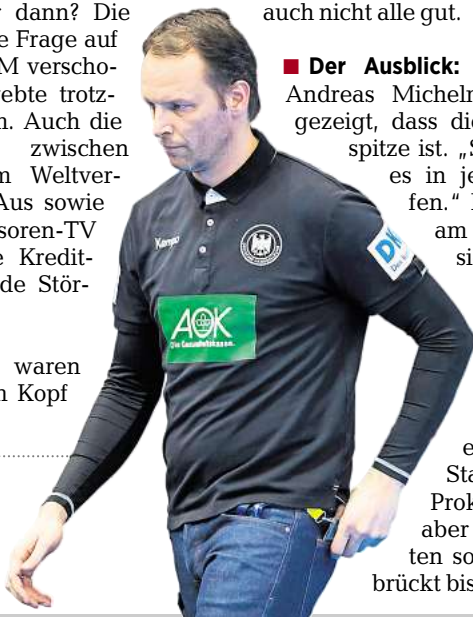 dann? Die
Frage auf
M verscho-
ebte trotz-
Auch die
zwischen
Weltver-
Aus sowie
soren-TV
Kredit-
de Stör-
waren
Kopf
Kempa
AOK
Die Gesundheitskasse.
auch nicht alle gut.
■ Der Ausblick:
Andreas Micheln
gezeigt, dass die
spitze ist. „S
es in je
fen.“
am
si
e
Sta
Prok
aber
ten so
brückt bis